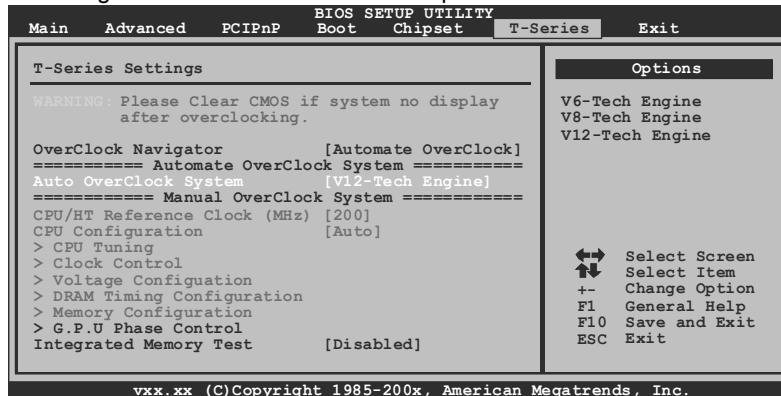 BIOS SETUP UTILITY
Main Advanced PCIPnP Boot Chipset T-Series Exit
T-Series Settings
WARNING: Please Clear CMOS if system no display
after overclocking.
OverClock Navigator [Automate OverClock]
=========== Automate OverClock System ===========
Auto OverClock System [V12-Tech Engine]
============ Manual OverClock System ============
CPU/HT Reference Clock (MHz) [200]
CPU Configuration [Auto]
> CPU Tuning
> Clock Control
> Voltage Configuation
> DRAM Timing Configuration
> Memory Configuration
> G.P.U Phase Control
Integrated Memory Test [Disabled]
Options
V6-Tech Engine
V8-Tech Engine
V12-Tech Engine
Select Screen
Select Item
+- Change Option
F1 General Help
F10 Save and Exit
ESC Exit
vxx.xx (C)Copyright 1985-200x, American Megatrends, Inc.